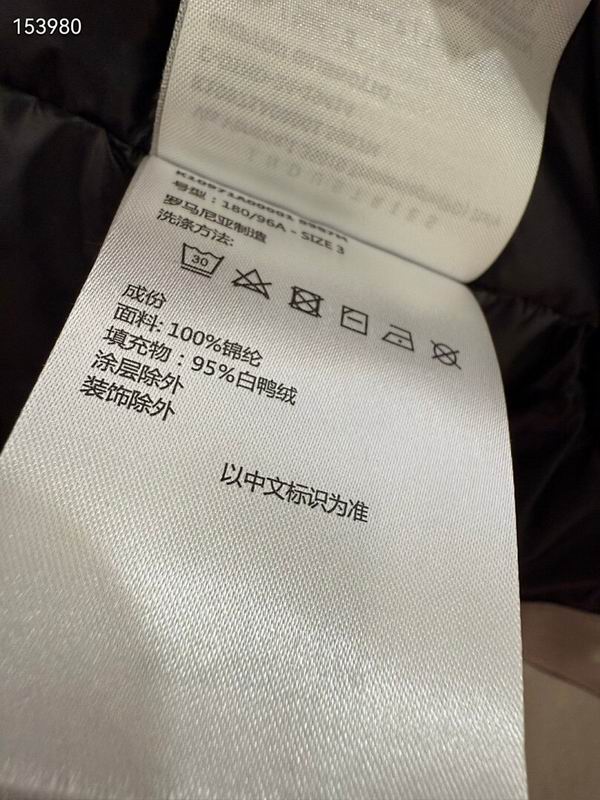 153980
INDUSTRIES
号型：180/96A - SIZE 3
罗马尼亚制造
洗涤方法:
30
成份
面料: 100%锦纶
填充物：95%白鸭绒
涂层除外
装饰除外
以中文标识为准